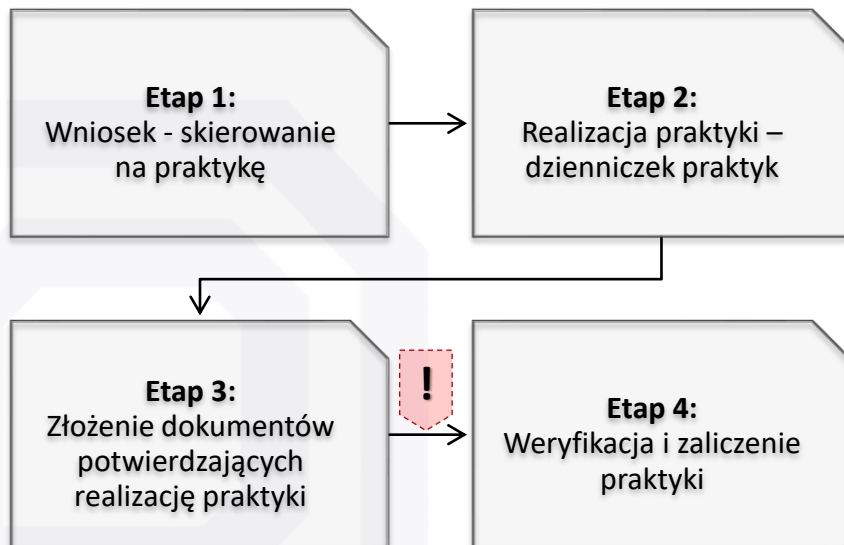 Etap 1:
Wniosek - skierowanie
na praktykę
Etap 2:
Realizacja praktyki –
dzienniczek praktyk
Etap 3:
Złożenie dokumentów
potwierdzających
realizację praktyki
!
Etap 4:
Weryfikacja i zaliczenie
praktyki